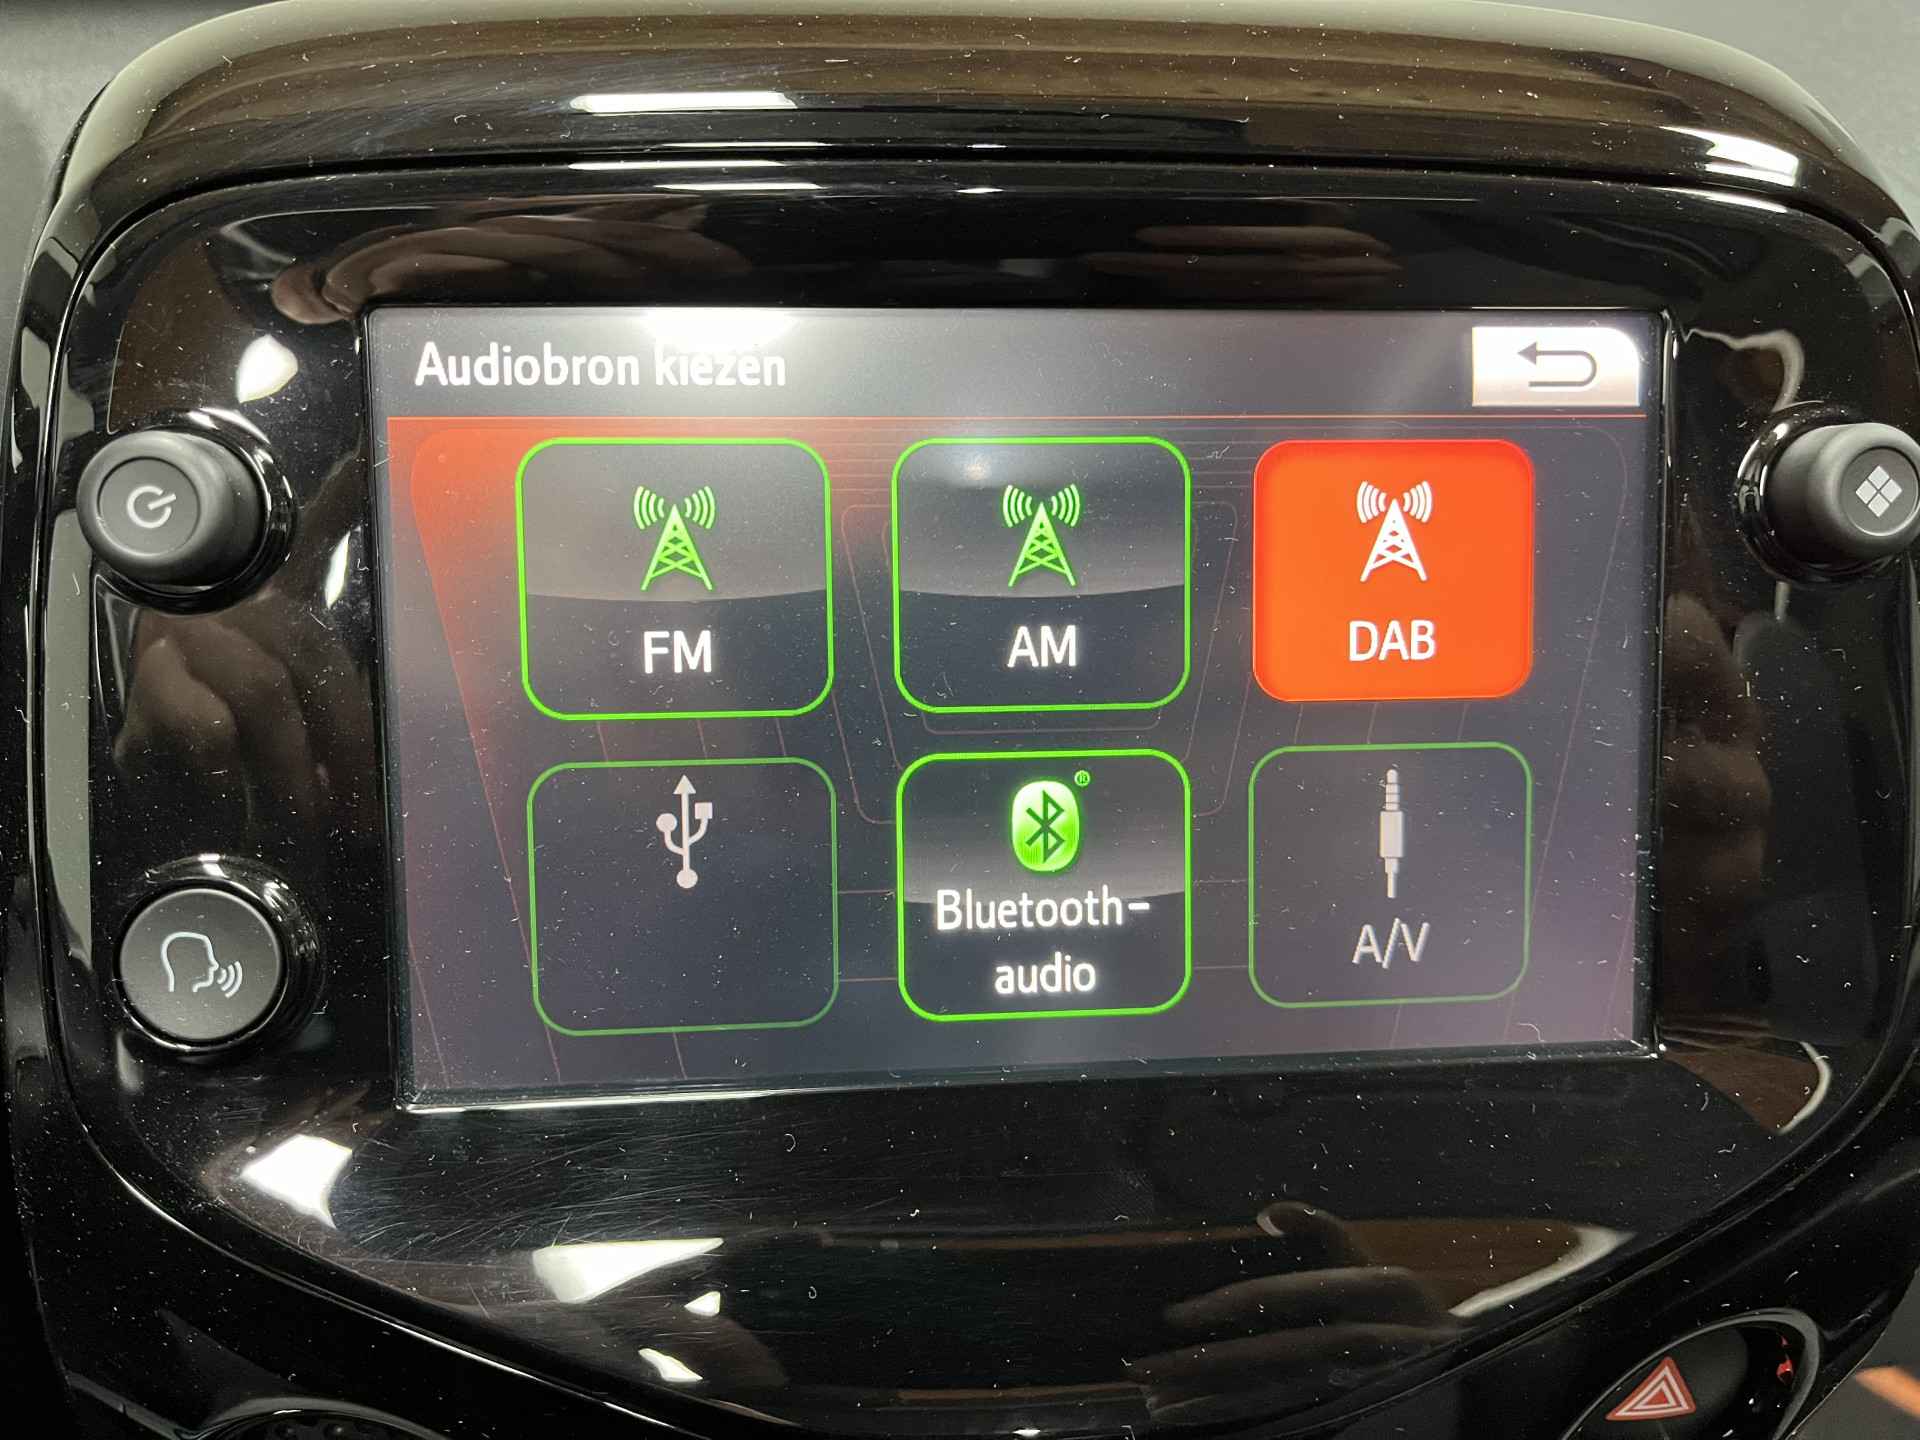 Audiobron kiezen
FM
AM
DAB
®
Bluetooth-
audio
A/V